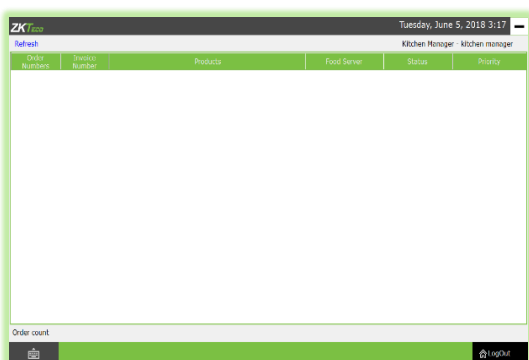 ZKTeco
Tuesday, June 5, 2018 3:17
Refresh
Kitchen Manager - kitchen manager
Order Numbers
Invoice Number
Products
Food Server
Status
Priority
Order count
LogOut